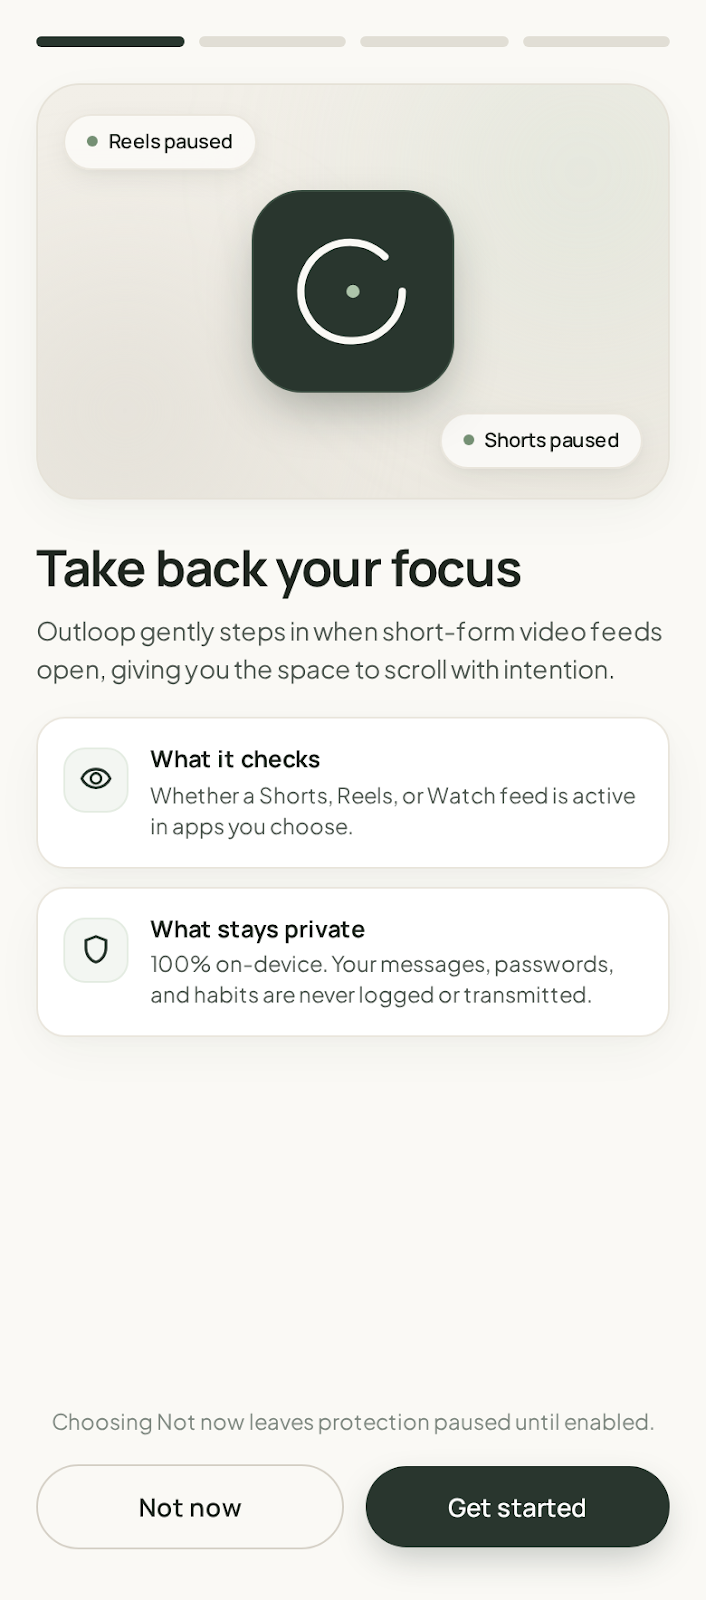 Reels paused
Shorts paused
Take back your focus
Outloop gently steps in when short-form video feeds
open, giving you the space to scroll with intention.
What it checks
Whether a Shorts, Reels, or Watch feed is active
in apps you choose.
What stays private
100% on-device. Your messages, passwords,
and habits are never logged or transmitted.
Choosing Not now leaves protection paused until enabled.
Not now
Get started